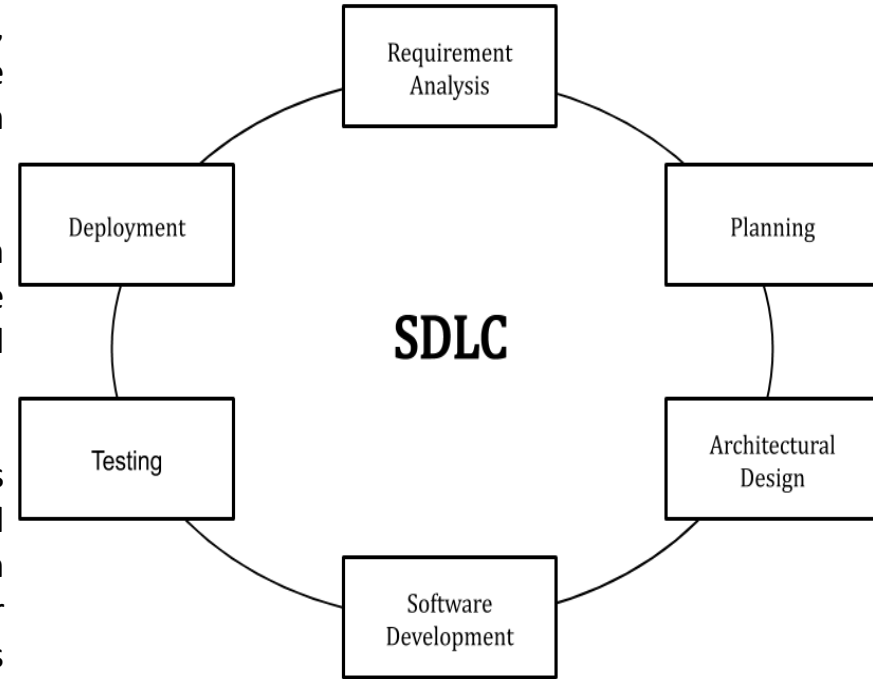 Requirement
Analysis
Deployment
Planning
SDLC
Architectural
Design
Testing
Software
Development